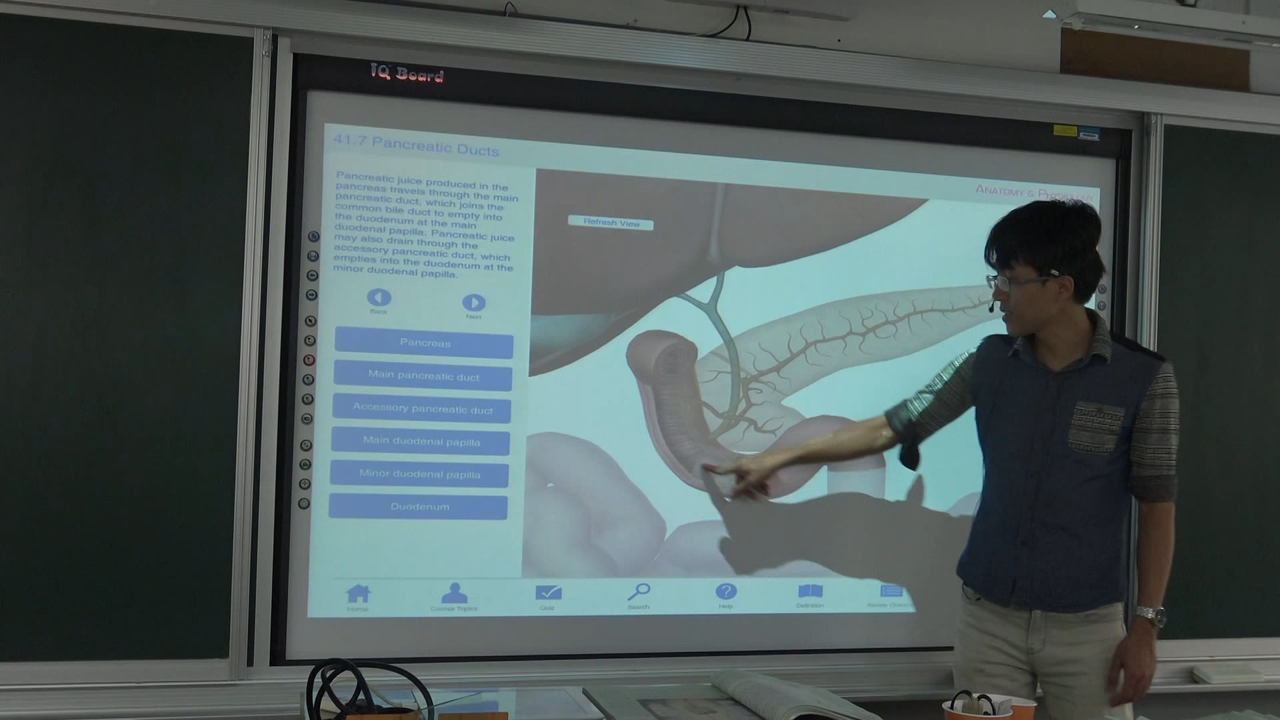 IQ Board
41.7 Pancreatic Ducts
ANATOMY &
Pancreatic juice produced in the
pancreas travels through the main
pancreatic duct, which joins the
common bile duct to empty into
the duodenum at the main
duodenal papilla. Pancreatic juice
may also drain through the
accessory pancreatic duct, which
empties into the duodenum at the
minor duodenal papilla.
Refresh View
Back
Next
Pancreas
Main pancreatic duct
Accessory pancreatic duct
Main duodenal papilla
Minor duodenal papilla
Duodenum
Home
Common Topics
Quiz
Search
Help
Definition